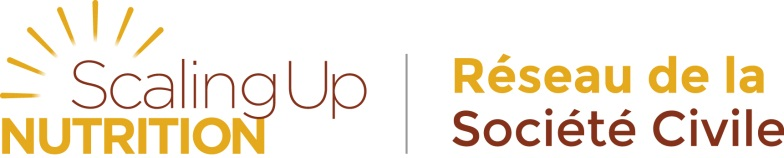 Scaling Up
NUTRITION
Réseau de la
Société Civile